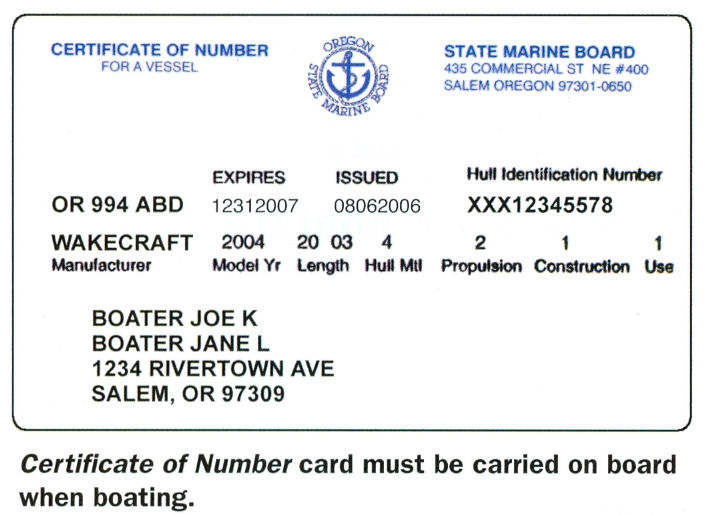 CERTIFICATE OF NUMBER
FOR A VESSEL
OREGON
STATE MARINE BOARD
STATE MARINE BOARD
435 COMMERCIAL ST NE #400
SALEM OREGON 97301-0650
EXPIRES ISSUED Hull Identification Number
OR 994 ABD 12312007 08062006 XXX12345578
WAKECRAFT 2004 20 03 4 2 1 1
Manufacturer Model Yr Length Hull Mtl Propulsion Construction Use
BOATER JOE K
BOATER JANE L
1234 RIVERTOWN AVE
SALEM, OR 97309
Certificate of Number card must be carried on board
when boating.